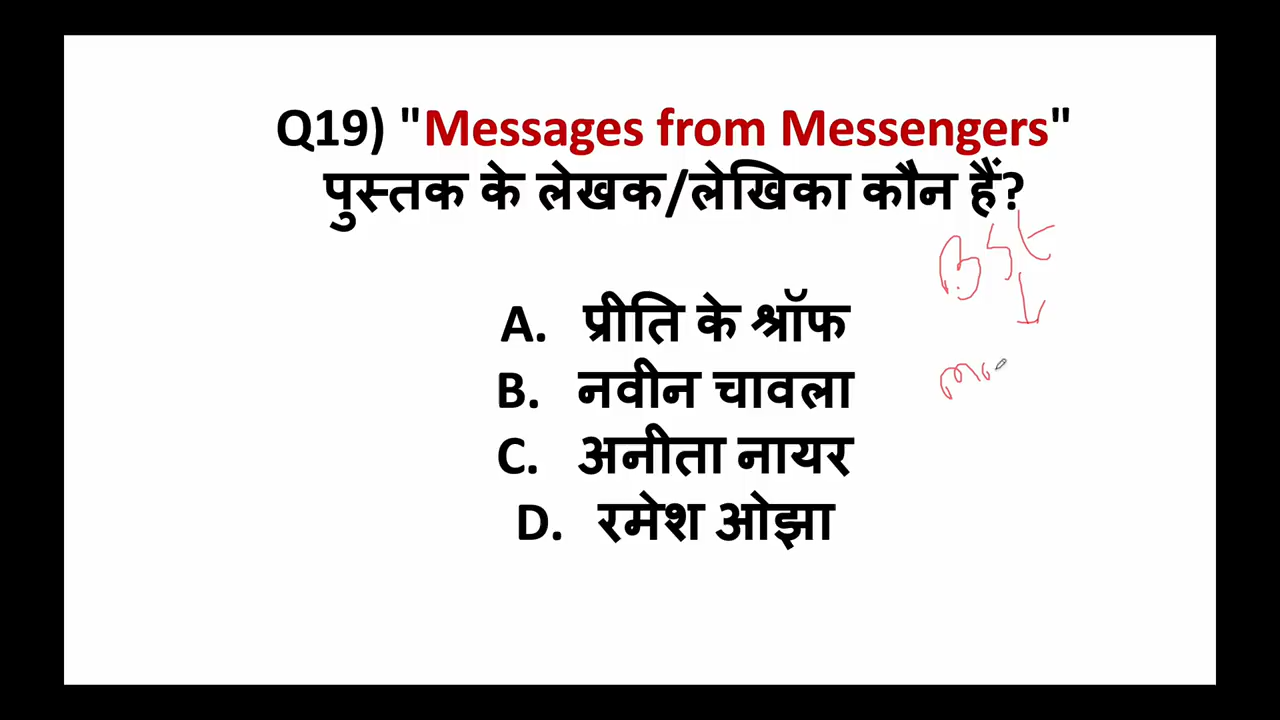 Q19) "Messages from Messengers"
पुस्तक के लेखक/लेखिका कौन हैं?
A. प्रीति के श्रॉफ
B. नवीन चावला
C. अनीता नायर
D. रमेश ओझा